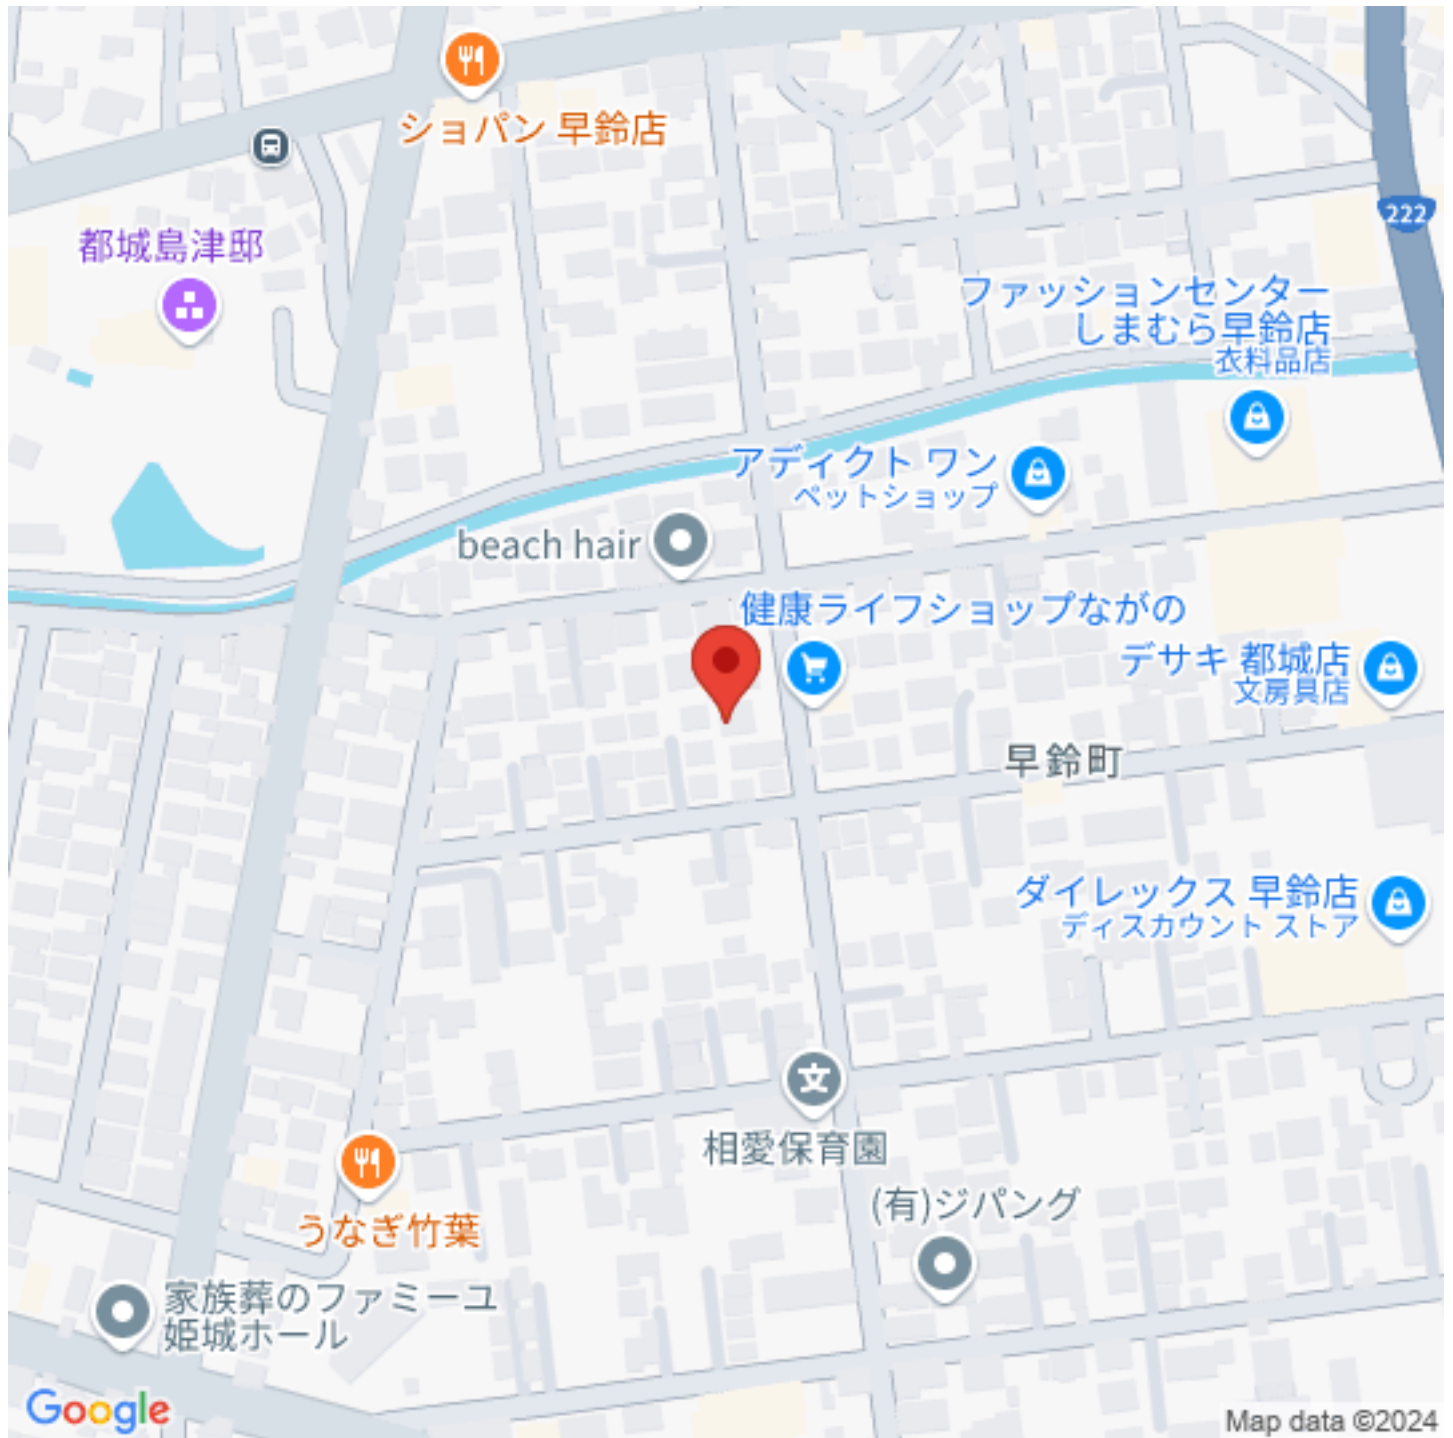 ショパン 早鈴店
都城島津邸
222
ファッションセンター
しまむら早鈴店
衣料品店
アディクト ワン
ペットショップ
beach hair
健康ライフショップながの
デサキ 都城店
文房具店
早鈴町
ダイレックス 早鈴店
ディスカウント ストア
文
相愛保育園
(有)ジパング
うなぎ竹葉
家族葬のファミーユ
姫城ホール
Google
Map data ©2024